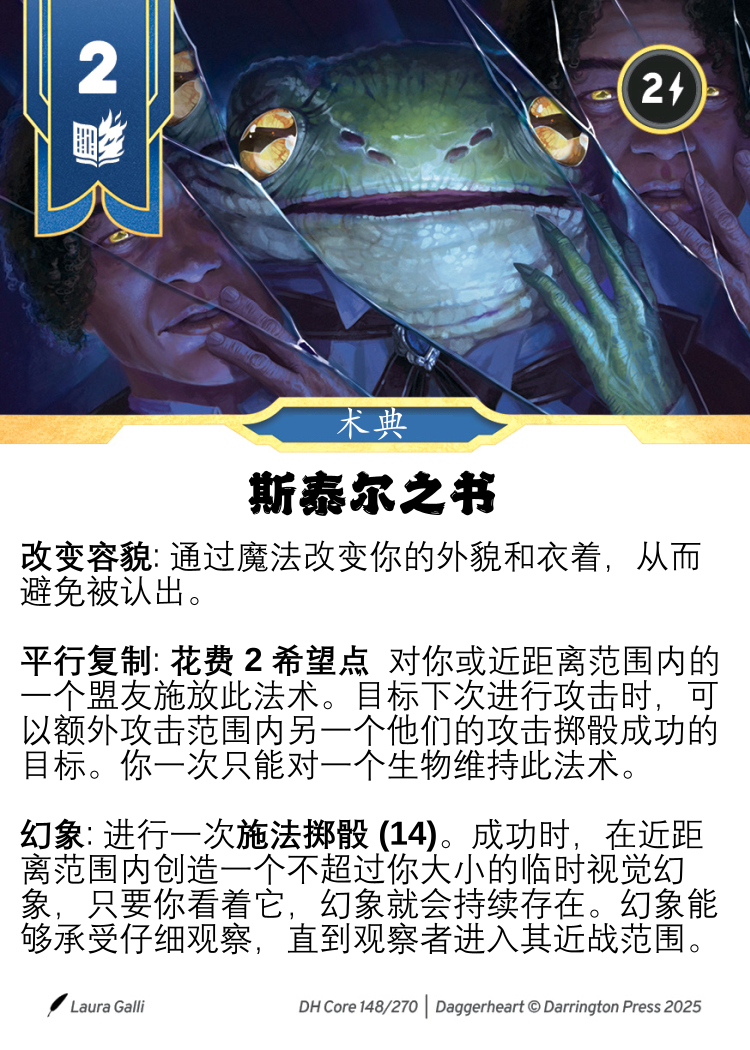 2
2
术典
斯泰尔之书
改变容貌: 通过魔法改变你的外貌和衣着，从而
避免被认出。
平行复制: 花费 2 希望点 对你或近距离范围内的
一个盟友施放此法术。目标下次进行攻击时，可
以额外攻击范围内另一个他们的攻击掷骰成功的
目标。你一次只能对一个生物维持此法术。
幻象: 进行一次施法掷骰 (14)。成功时，在近距
离范围内创造一个不超过你大小的临时视觉幻
象，只要你看着它，幻象就会持续存在。幻象能
够承受仔细观察，直到观察者进入其近战范围。
Laura Galli
DH Core 148/270 | Daggerheart © Darrington Press 2025